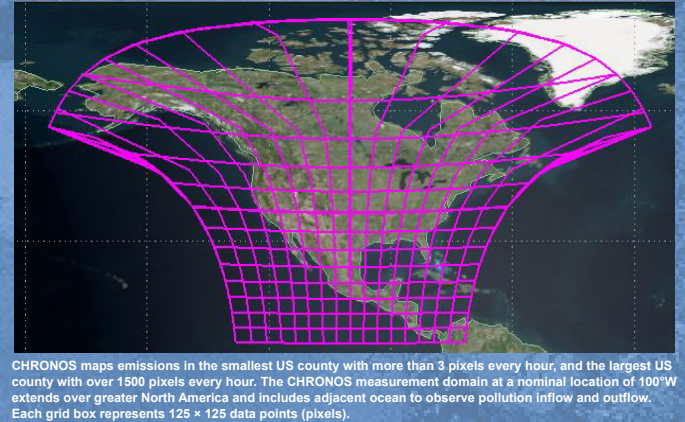 CHRONOS maps emissions in the smallest US county with more than 3 pixels every hour, and the largest US
county with over 1500 pixels every hour. The CHRONOS measurement domain at a nominal location of 100°W
extends over greater North America and includes adjacent ocean to observe pollution inflow and outflow.
Each grid box represents 125 × 125 data points (pixels).